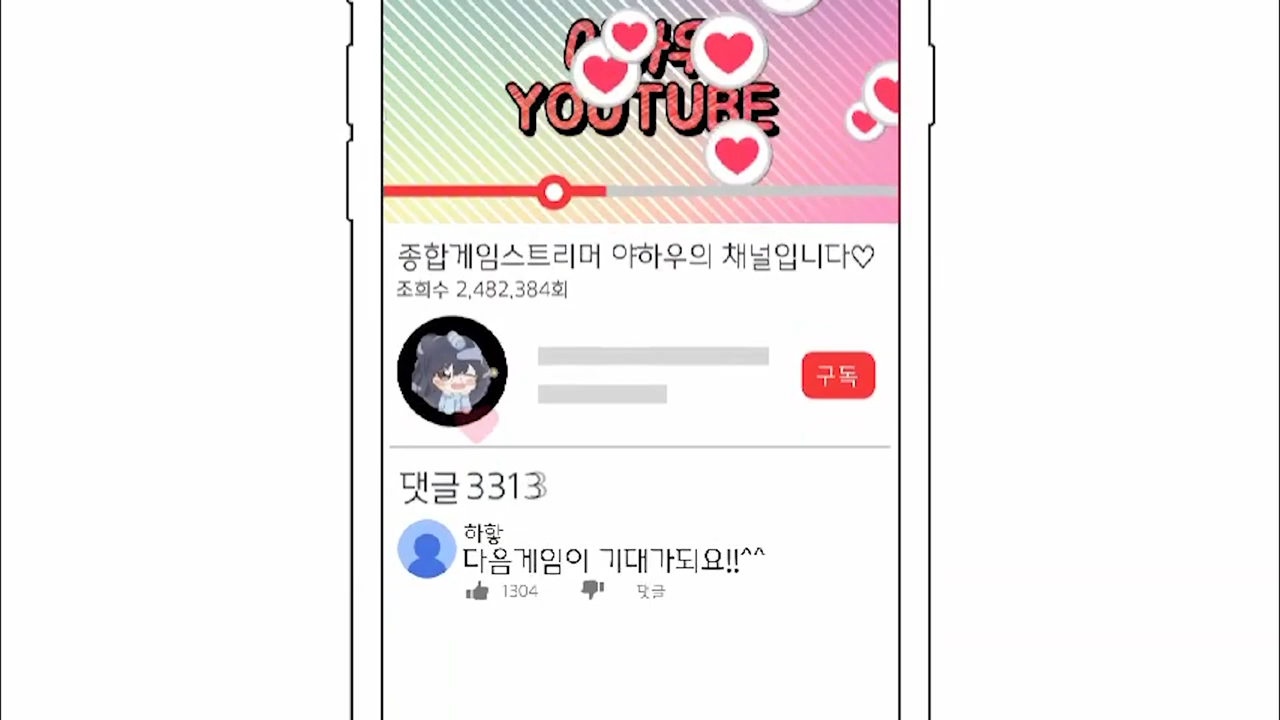 YOUTUBE
종합게임스트리머 야하우의 채널입니다♡
조회수 2,482,384회
구독
댓글 3313
하핳
다음게임이 기대가되요!!^^
1304
댓글